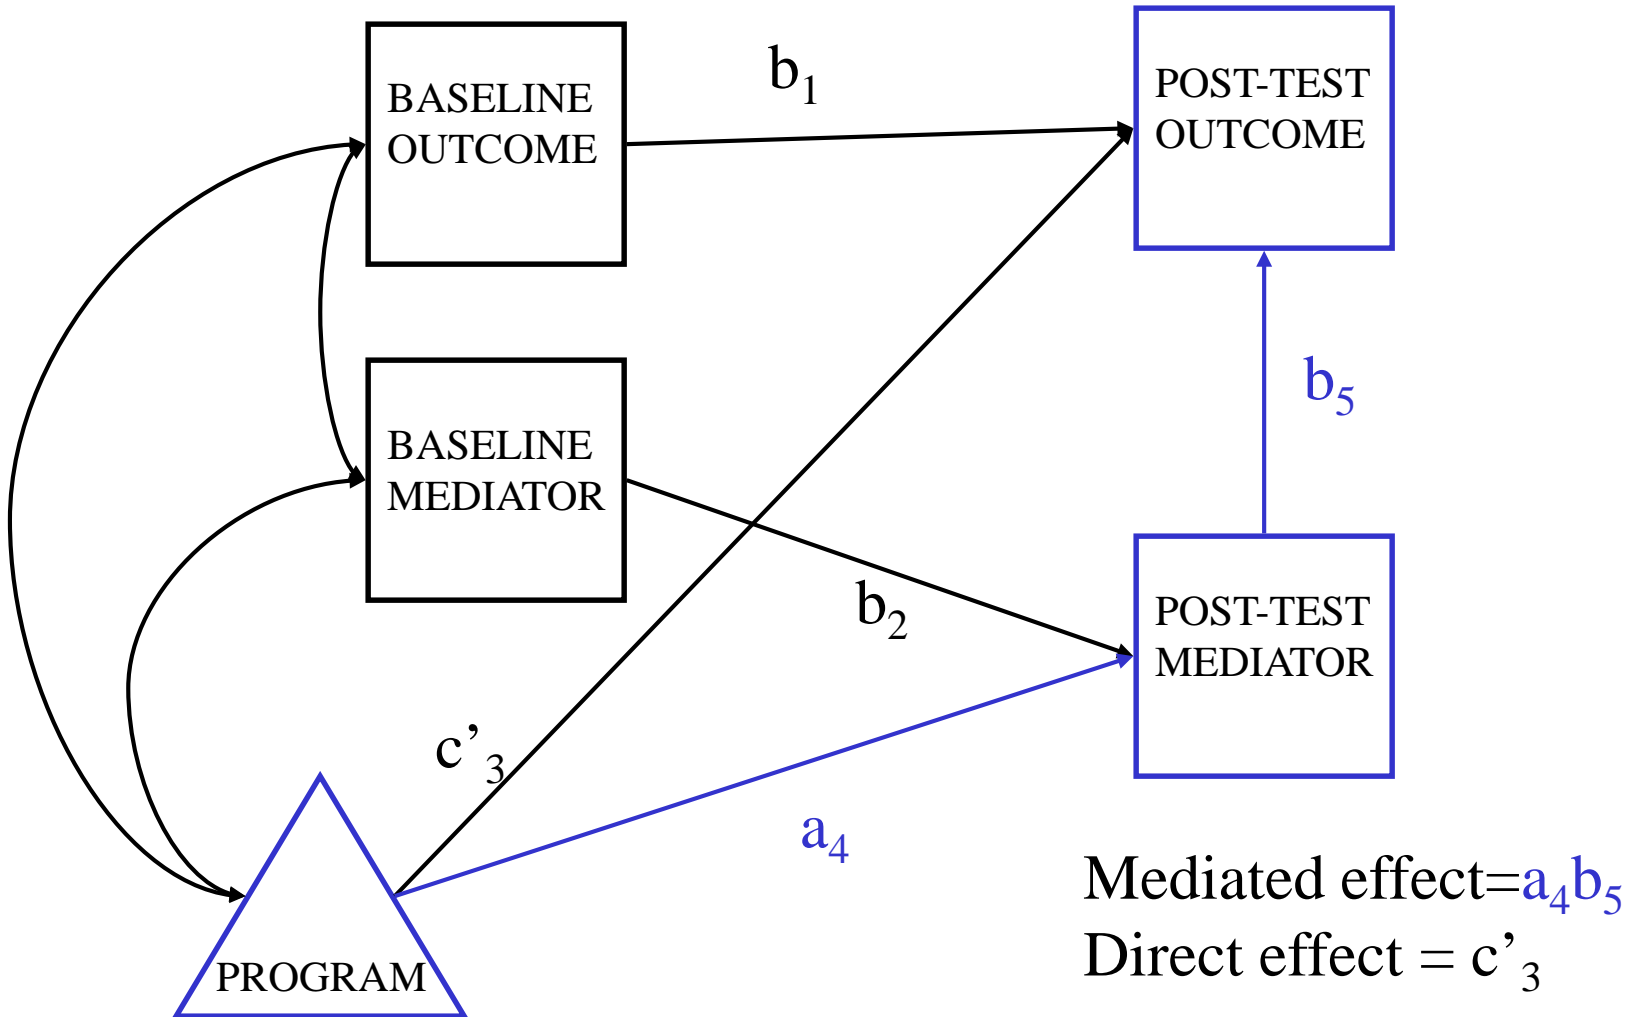 BASELINE
OUTCOME
b₁
POST-TEST
OUTCOME
BASELINE
MEDIATOR
b₅
b₂
POST-TEST
MEDIATOR
c’₃
a₄
PROGRAM
Mediated effect=a₄b₅
Direct effect = c’₃